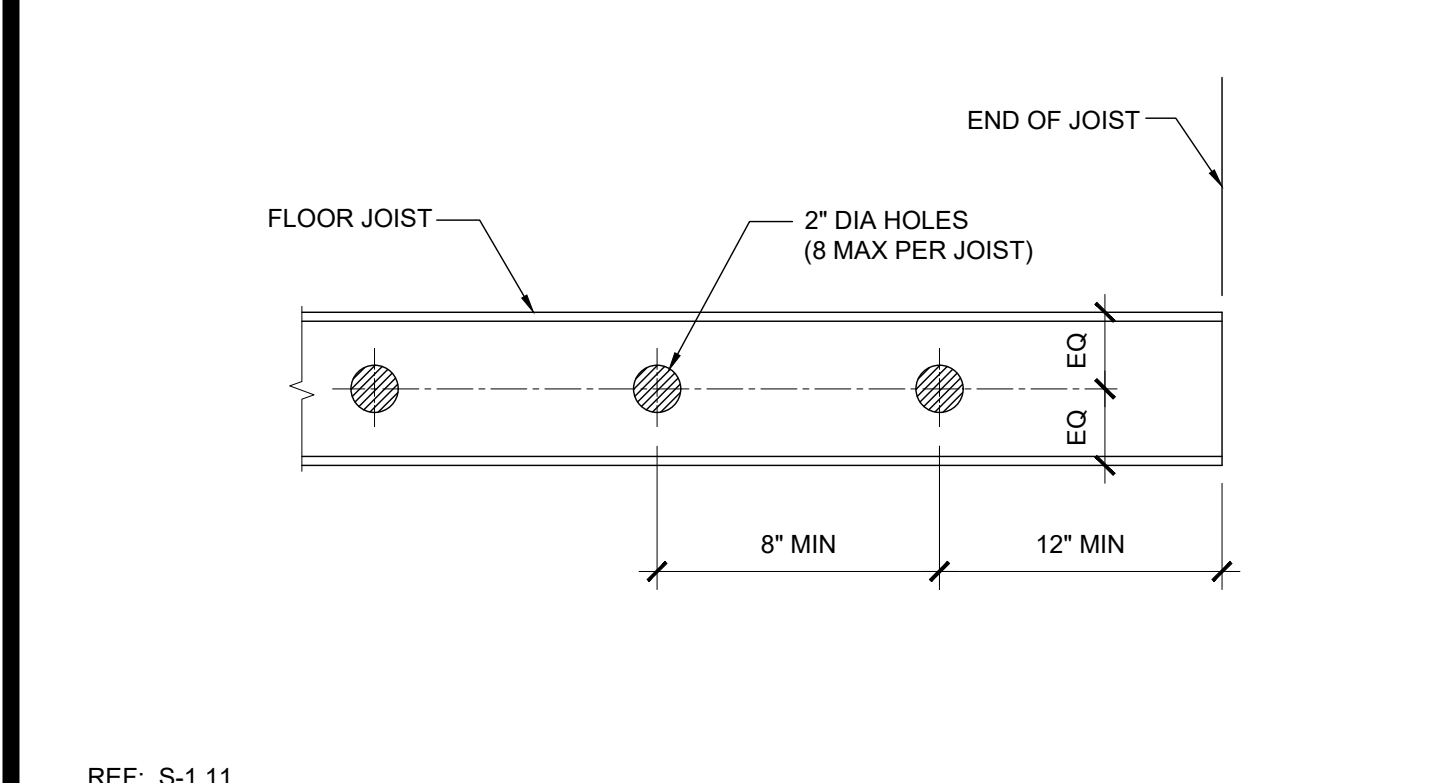 END OF JOIST
FLOOR JOIST
2" DIA HOLES
(8 MAX PER JOIST)
EQ
EQ
8" MIN
12" MIN
REF: S-1.11